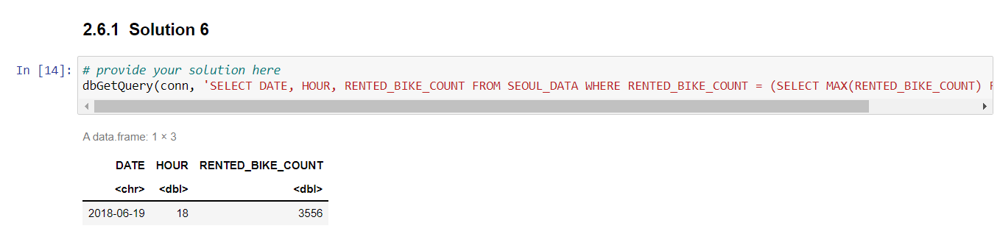 2.6.1 Solution 6
In [14]: # provide your solution here
dbGetQuery(conn, 'SELECT DATE, HOUR, RENTED_BIKE_COUNT FROM SEOUL_DATA WHERE RENTED_BIKE_COUNT = (SELECT MAX(RENTED_BIKE_COUNT)
A data.frame: 1 × 3
DATE HOUR RENTED_BIKE_COUNT
<chr> <dbl> <dbl>
2018-06-19 18 3556